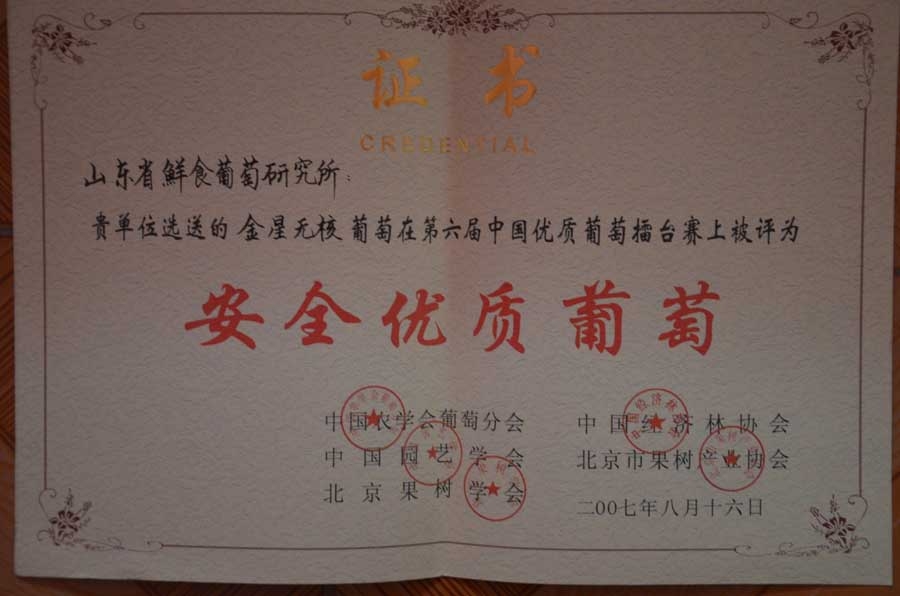 证书
CREDENTIAL
山东省鲜食葡萄研究所：
贵单位选送的 金星无核 葡萄在第六届中国优质葡萄擂台赛上被评为
安全优质葡萄
中国农学会葡萄分会 中国经济林协会
中国园艺学会 北京市果树产业协会
北京果树学会 二00七年八月十六日